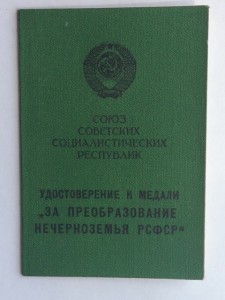 СОЮЗ
СОВЕТСКИХ
СОЦИАЛИСТИЧЕСКИХ
РЕСПУБЛИК
УДОСТОВЕРЕНИЕ К МЕДАЛИ
„ЗА ПРЕОБРАЗОВАНИЕ
НЕЧЕРНОЗЕМЬЯ РСФСР"